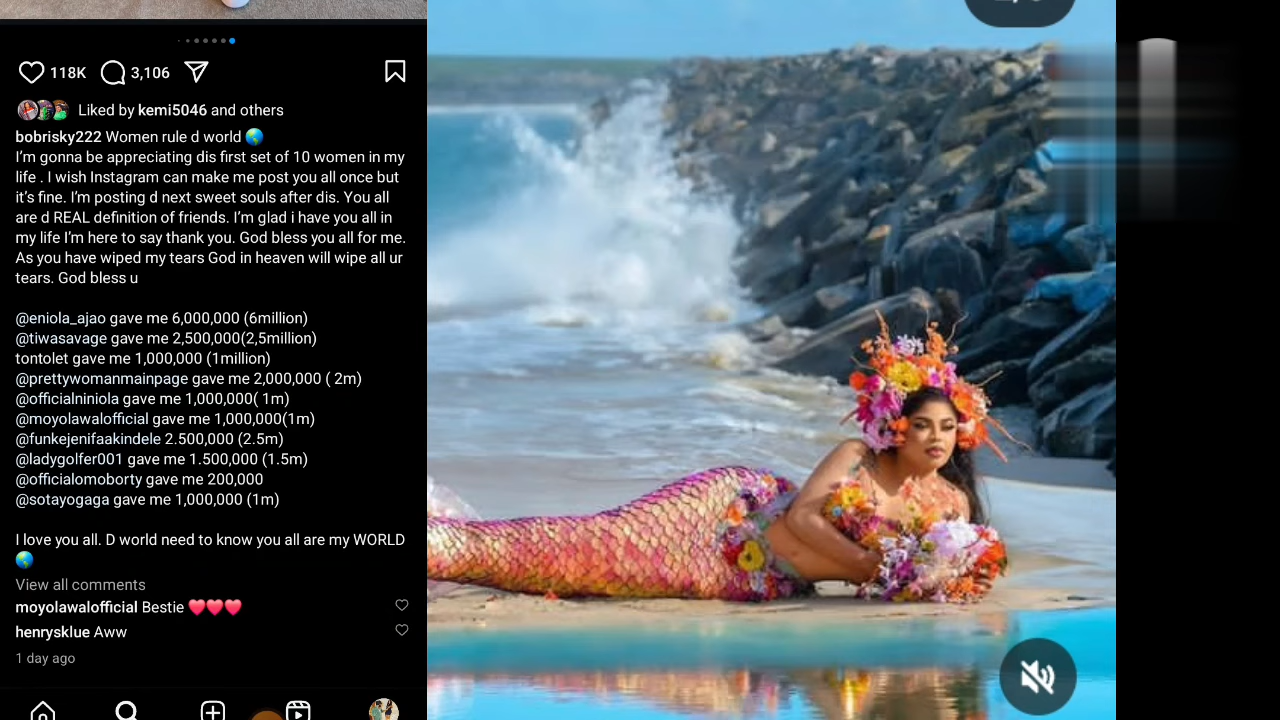 118K 3,106
Liked by kemi5046 and others
bobrisky222 Women rule d world 🌎
I'm gonna be appreciating dis first set of 10 women in my
life . I wish Instagram can make me post you all once but
it's fine. I'm posting d next sweet souls after dis. You all
are d REAL definition of friends. I'm glad i have you all in
my life I'm here to say thank you. God bless you all for me.
As you have wiped my tears God in heaven will wipe all ur
tears. God bless u
@eniola_ajao gave me 6,000,000 (6million)
@tiwasavage gave me 2,500,000(2,5million)
tontolet gave me 1,000,000 (1million)
@prettywomanmainpage gave me 2,000,000 ( 2m)
@officialniniola gave me 1,000,000( 1m)
@moyolawalofficial gave me 1,000,000(1m)
@funkejenifaakindele 2.500,000 (2.5m)
@ladygolfer001 gave me 1.500,000 (1.5m)
@officialomoborty gave me 200,000
@sotayogaga gave me 1,000,000 (1m)
I love you all. D world need to know you all are my WORLD
🌎
View all comments
moyolawalofficial Bestie ❤️❤️❤️
henrysklue Aww
1 day ago